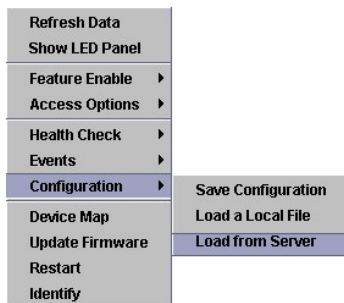 Refresh Data
Show LED Panel
Feature Enable
Access Options
Health Check
Events
Configuration
Device Map
Update Firmware
Restart
Identify
Save Configuration
Load a Local File
Load from Server